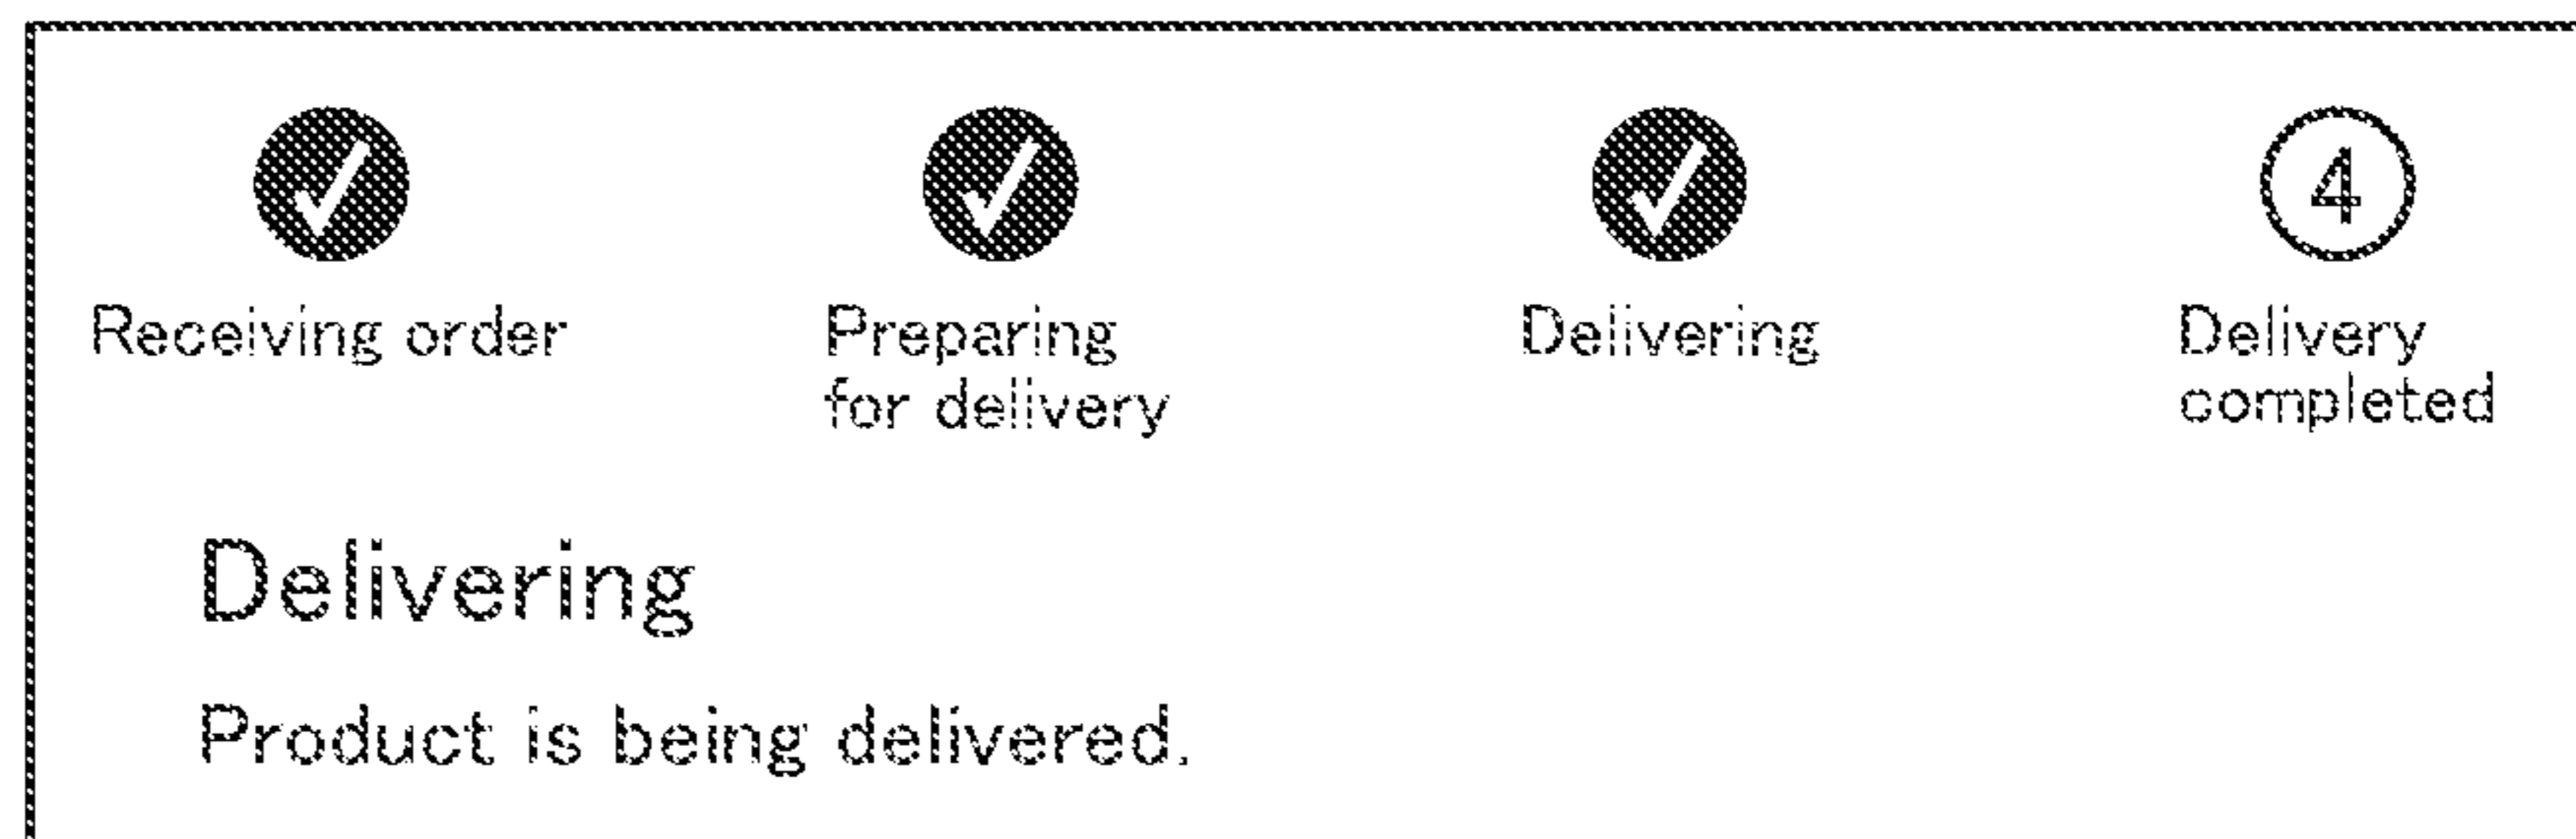 4
Receiving order
Preparing
for delivery
Delivering
Delivery
completed
Delivering
Product is being delivered.